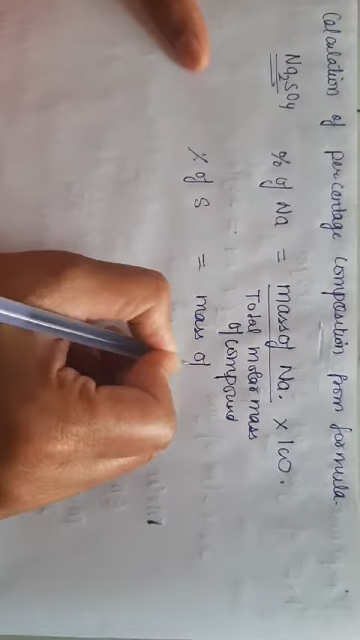 Calculation of percentage composition from formula.
Na2SO4 % of Na = mass of Na. x 100.
Total molar mass
of compound
% of S = mass of